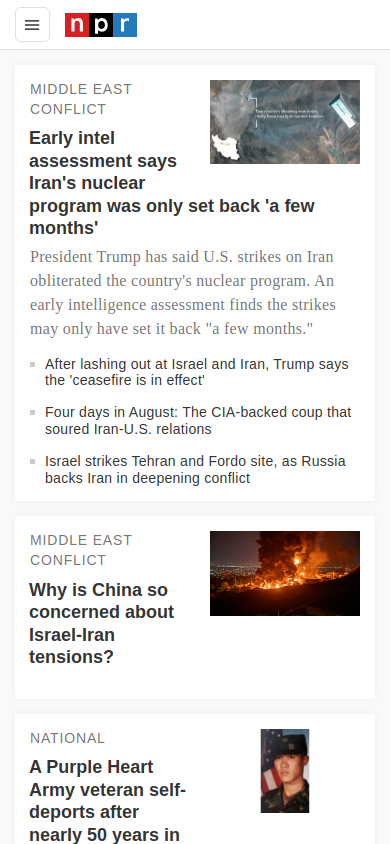 npr
MIDDLE EAST
CONFLICT
Early intel
assessment says
Iran's nuclear
program was only set back 'a few
months'
President Trump has said U.S. strikes on Iran
obliterated the country's nuclear program. An
early intelligence assessment finds the strikes
may only have set it back "a few months."
After lashing out at Israel and Iran, Trump says
the 'ceasefire is in effect'
Four days in August: The CIA-backed coup that
soured Iran-U.S. relations
Israel strikes Tehran and Fordo site, as Russia
backs Iran in deepening conflict
MIDDLE EAST
CONFLICT
Why is China so
concerned about
Israel-Iran
tensions?
NATIONAL
A Purple Heart
Army veteran self-
deports after
nearly 50 years in